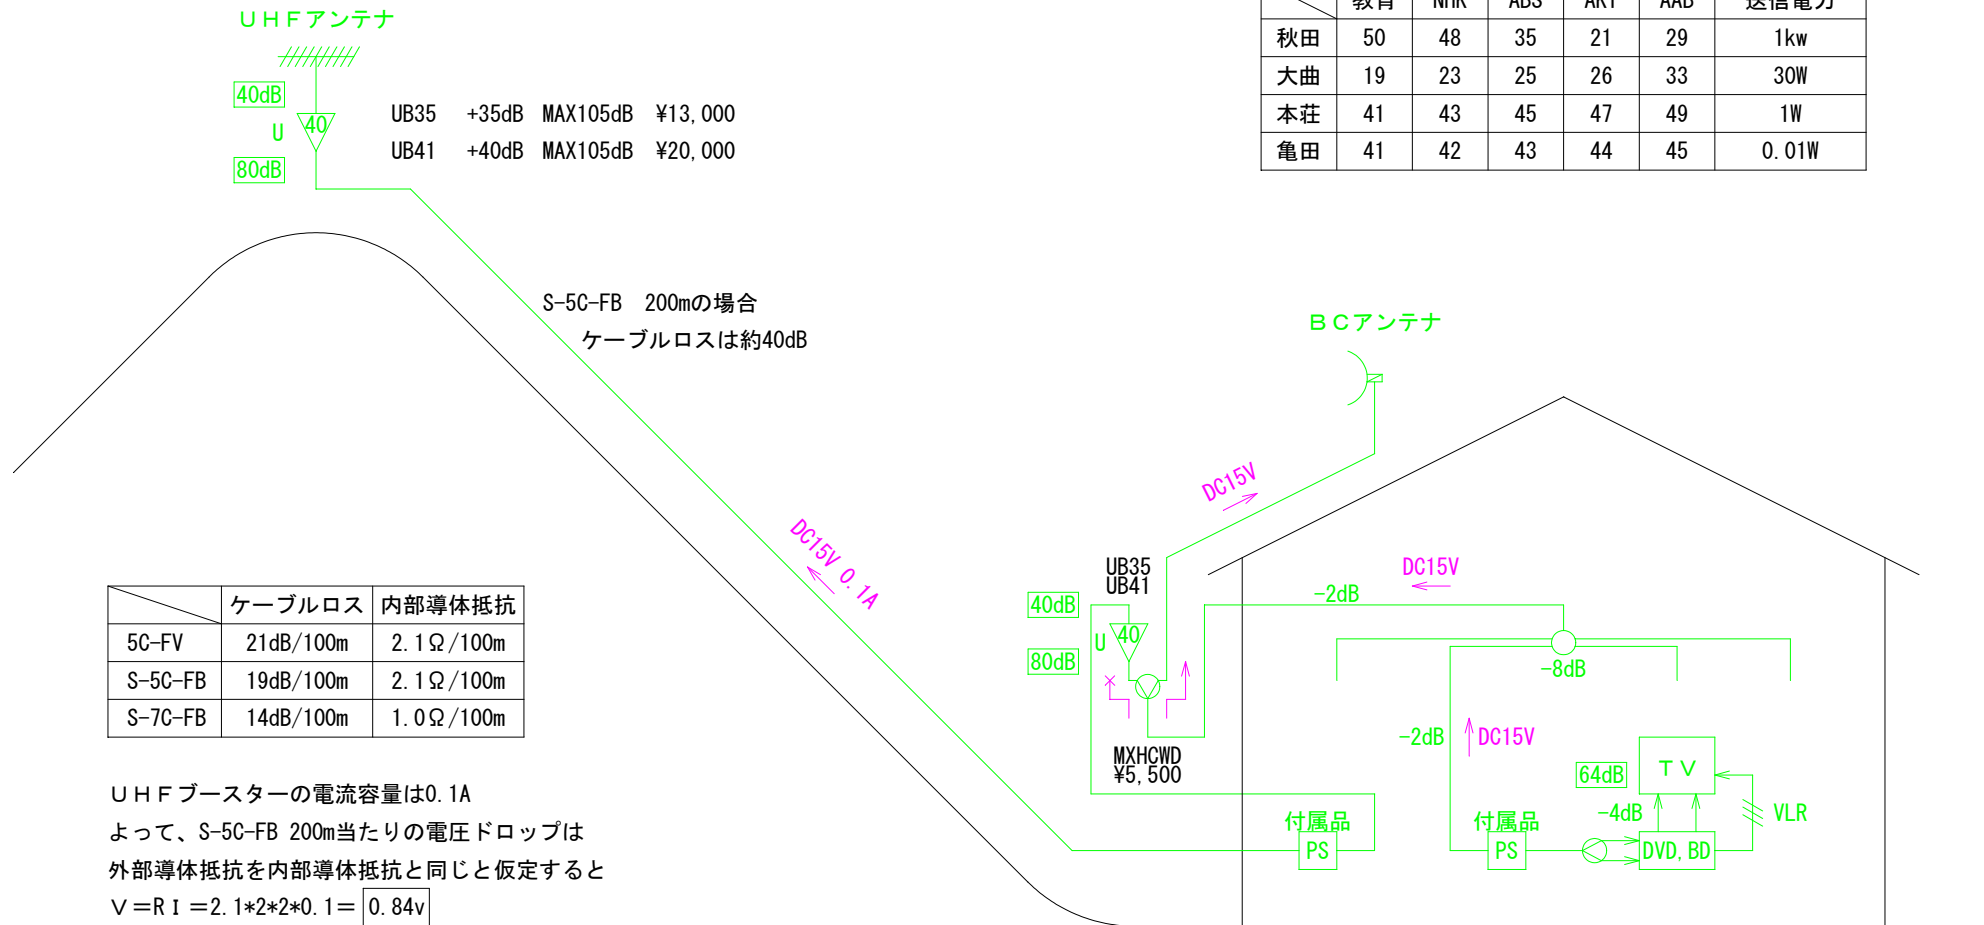 UHFアンテナ
40dB
40
U
80dB
UB35 +35dB MAX105dB ¥13,000
UB41 +40dB MAX105dB ¥20,000
教育 NHK ABS AKT AAB 送信電力
秋田 50 48 35 21 29 1kw
大曲 19 23 25 26 33 30W
本荘 41 43 45 47 49 1W
亀田 41 42 43 44 45 0.01W
S-5C-FB 200mの場合
ケーブルロスは約40dB
BCアンテナ
DC15V
DC15V 0.1A
UB35
UB41
40dB
40
U
80dB
-2dB
DC15V
-8dB
MXHCWD
¥5,500
-2dB
DC15V
64dB
TV
-4dB
VLR
付属品
PS
付属品
PS
DVD,BD
ケーブルロス 内部導体抵抗
5C-FV 21dB/100m 2.1Ω/100m
S-5C-FB 19dB/100m 2.1Ω/100m
S-7C-FB 14dB/100m 1.0Ω/100m
UHFブースターの電流容量は0.1A
よって、S-5C-FB 200m当たりの電圧ドロップは
外部導体抵抗を内部導体抵抗と同じと仮定すると
V=RI=2.1*2*2*0.1= 0.84v